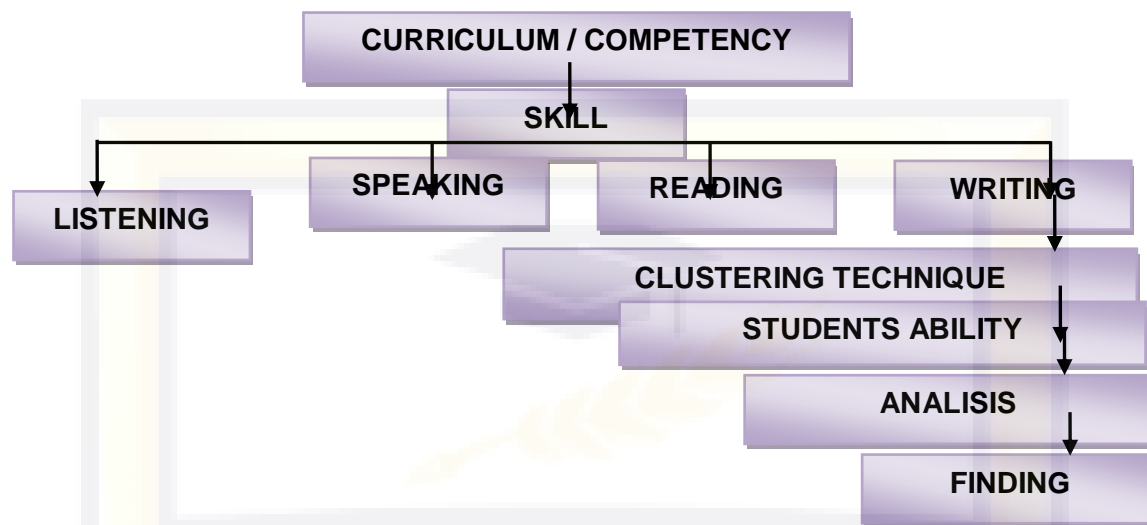 CURRICULUM / COMPETENCY
SKILL
LISTENING
SPEAKING
READING
WRITING
CLUSTERING TECHNIQUE
STUDENTS ABILITY
ANALISIS
FINDING